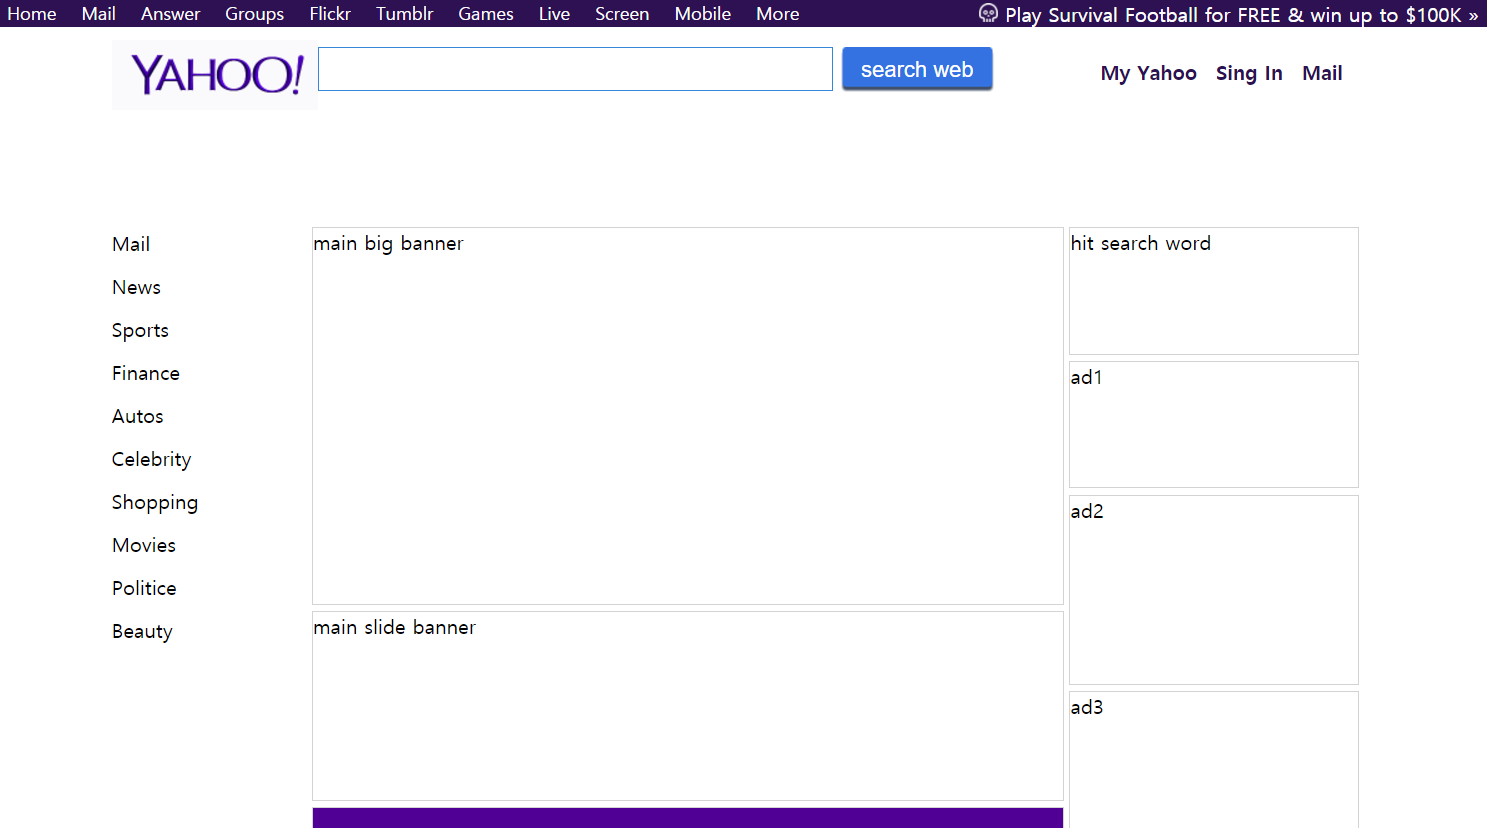 Home Mail Answer Groups Flickr Tumblr Games Live Screen Mobile More
Play Survival Football for FREE & win up to $100K »
YAHOO!
search web
My Yahoo Sing In Mail
Mail
News
Sports
Finance
Autos
Celebrity
Shopping
Movies
Politice
Beauty
main big banner
main slide banner
hit search word
ad1
ad2
ad3